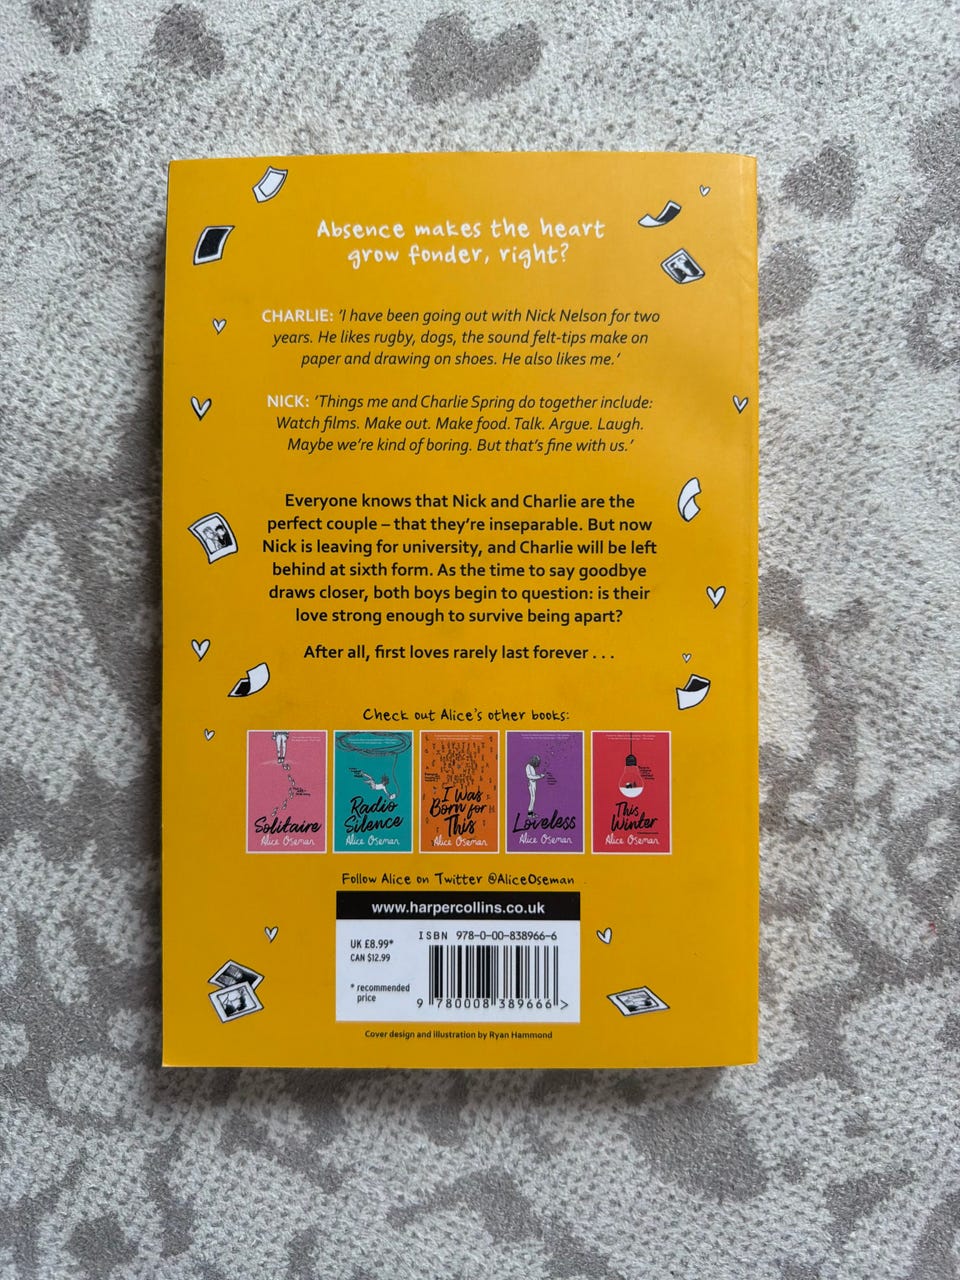 Absence makes the heart
grow fonder, right?
CHARLIE: ‘I have been going out with Nick Nelson for two
years. He likes rugby, dogs, the sound felt-tips make on
paper and drawing on shoes. He also likes me.’
NICK: ‘Things me and Charlie Spring do together include:
Watch films. Make out. Make food. Talk. Argue. Laugh.
Maybe we’re kind of boring. But that’s fine with us.’
Everyone knows that Nick and Charlie are the
perfect couple – that they’re inseparable. But now
Nick is leaving for university, and Charlie will be left
behind at sixth form. As the time to say goodbye
draws closer, both boys begin to question: is their
love strong enough to survive being apart?
After all, first loves rarely last forever . . .
Check out Alice’s other books:
Solitaire
Alice Oseman
Radio
Silence
Alice Oseman
I Was
Born for
This
Alice Oseman
Loveless
Alice Oseman
This
Winter
Alice Oseman
Follow Alice on Twitter @AliceOseman
www.harpercollins.co.uk
UK £8.99*
CAN $12.99
* recommended
price
ISBN 978-0-00-838966-6
9 780008 389666 >
Cover design and illustration by Ryan Hammond